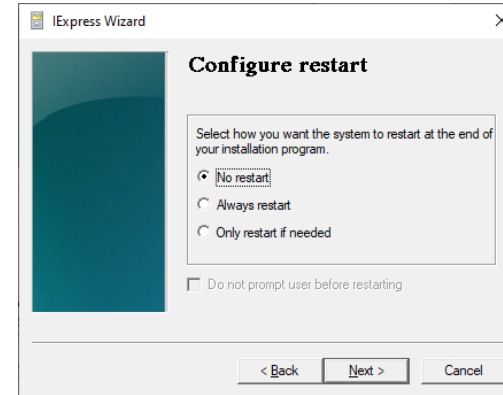 IExpress Wizard
Configure restart
Select how you want the system to restart at the end of
your installation program.
No restart
Always restart
Only restart if needed
Do not prompt user before restarting
< Back
Next >
Cancel